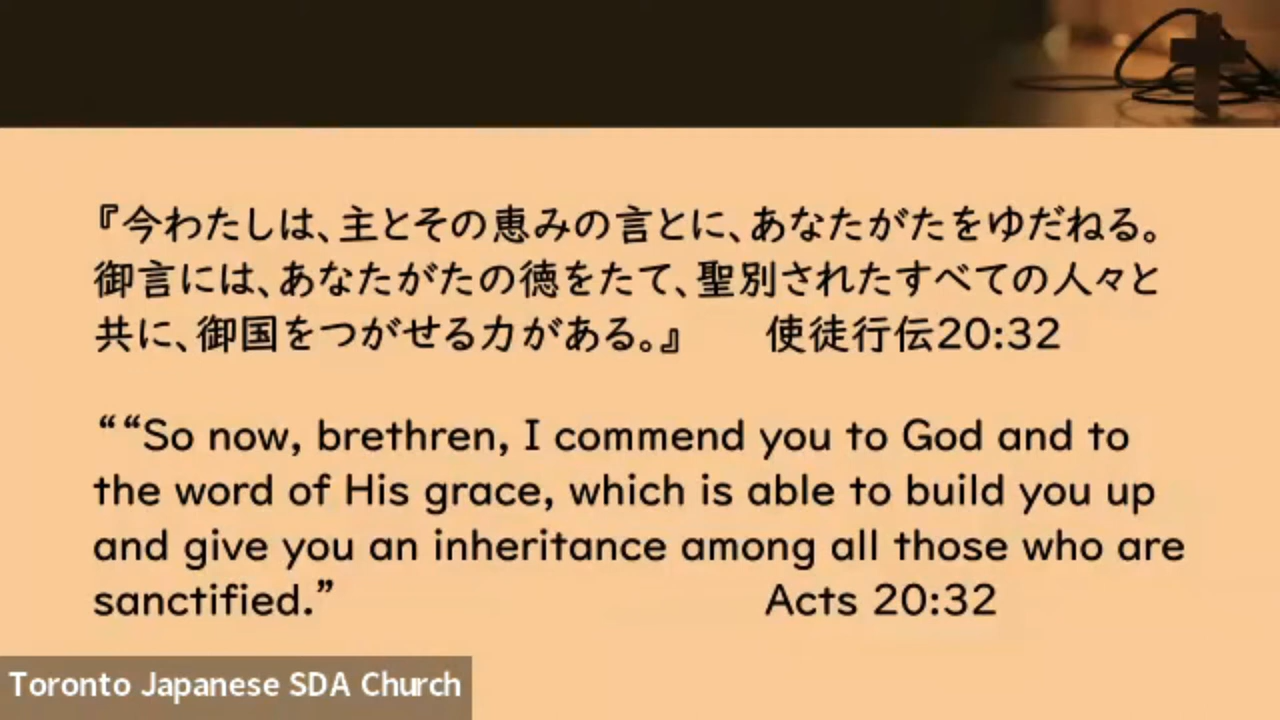 『今わたしは、主とその恵みの言とに、あなたがたをゆだねる。
御言には、あなたがたの徳をたて、聖別されたすべての人々と
共に、御国をつがせる力がある。』 使徒行伝20:32
““So now, brethren, I commend you to God and to
the word of His grace, which is able to build you up
and give you an inheritance among all those who are
sanctified.” Acts 20:32
Toronto Japanese SDA Church